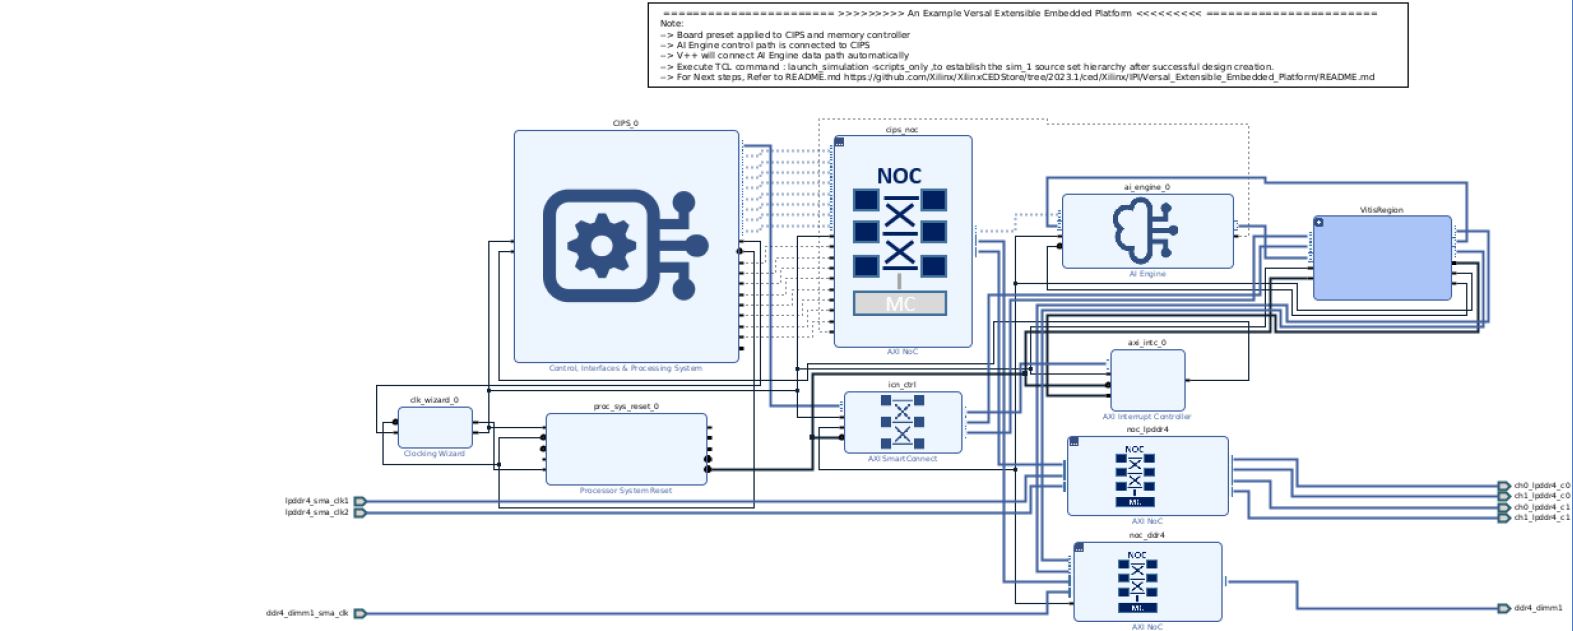 ======================= >>>>>>>>> An Example Versal Extensible Embedded Platform <<<<<<<<< =======================
Note:
--> Board preset applied to CIPS and memory controller
--> AI Engine control path is connected to CIPS
--> V++ will connect AI Engine data path automatically
--> Execute TCL command : launch_simulation -scripts_only ,to establish the sim_1 source set hierarchy after successful design creation.
--> For Next steps, Refer to README.md https://github.com/Xilinx/XilinxCEDStore/tree/2023.1/ced/Xilinx/IPI/Versal_Extensible_Embedded_Platform/README.md
CIPS_0
Control, Interfaces & Processing System
cips_noc
NOC
MC
AXI NoC
ai_engine_0
AI Engine
VitisRegion
axi_intc_0
AXI Interrupt Controller
clk_wizard_0
Clocking Wizard
proc_sys_reset_0
Processor System Reset
icn_ctrl
AXI SmartConnect
noc_lpddr4
NOC
MC
AXI NoC
noc_ddr4
NOC
MC
AXI NoC
lpddr4_sma_clk1
lpddr4_sma_clk2
ddr4_dimm1_sma_clk
ch0_lpddr4_c0
ch1_lpddr4_c0
ch0_lpddr4_c1
ch1_lpddr4_c1
ddr4_dimm1